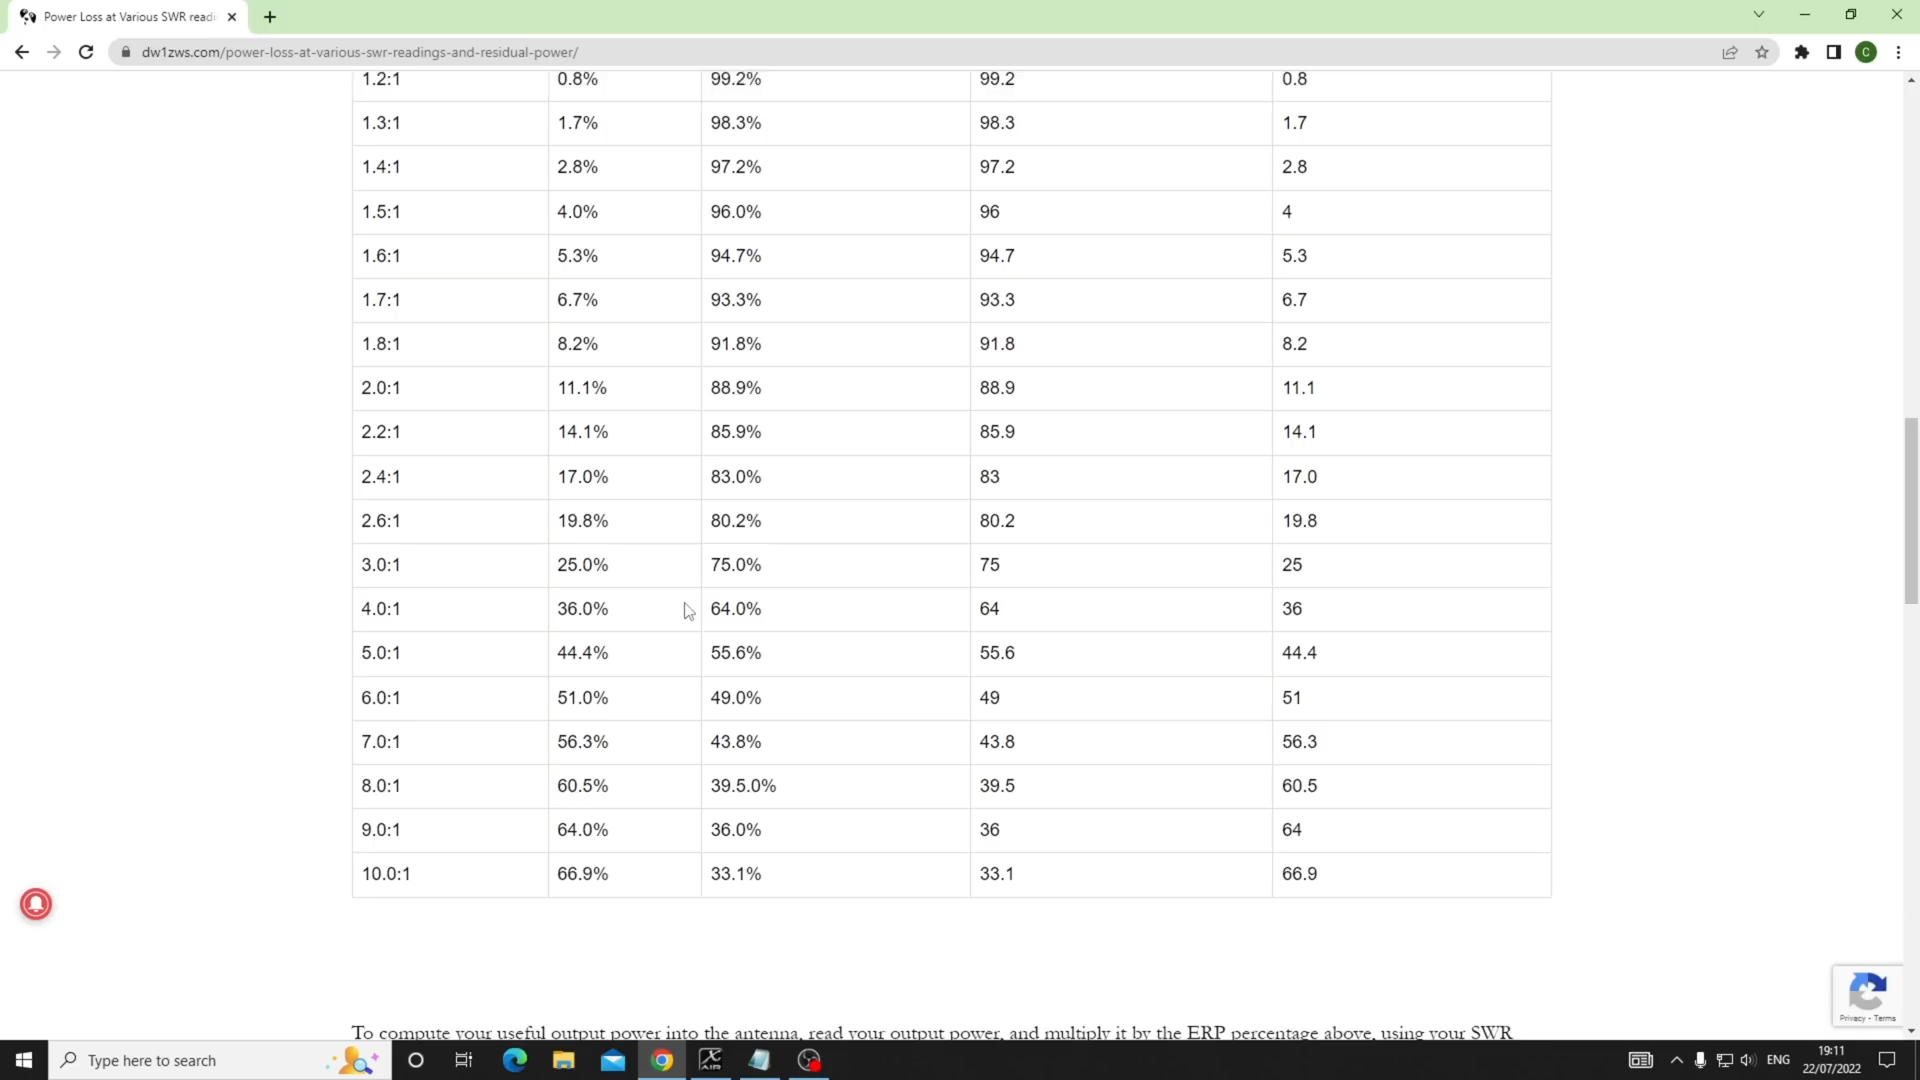 Power Loss at Various SWR readi
dw1zws.com/power-loss-at-various-swr-readings-and-residual-power/
C
1.2:1 0.8% 99.2% 99.2 0.8
1.3:1 1.7% 98.3% 98.3 1.7
1.4:1 2.8% 97.2% 97.2 2.8
1.5:1 4.0% 96.0% 96 4
1.6:1 5.3% 94.7% 94.7 5.3
1.7:1 6.7% 93.3% 93.3 6.7
1.8:1 8.2% 91.8% 91.8 8.2
2.0:1 11.1% 88.9% 88.9 11.1
2.2:1 14.1% 85.9% 85.9 14.1
2.4:1 17.0% 83.0% 83 17.0
2.6:1 19.8% 80.2% 80.2 19.8
3.0:1 25.0% 75.0% 75 25
4.0:1 36.0% 64.0% 64 36
5.0:1 44.4% 55.6% 55.6 44.4
6.0:1 51.0% 49.0% 49 51
7.0:1 56.3% 43.8% 43.8 56.3
8.0:1 60.5% 39.5.0% 39.5 60.5
9.0:1 64.0% 36.0% 36 64
10.0:1 66.9% 33.1% 33.1 66.9
Privacy - Terms
To compute your useful output power into the antenna, read your output power, and multiply it by the ERP percentage above, using your SWR
Type here to search
X AIR
ENG
19:11
22/07/2022